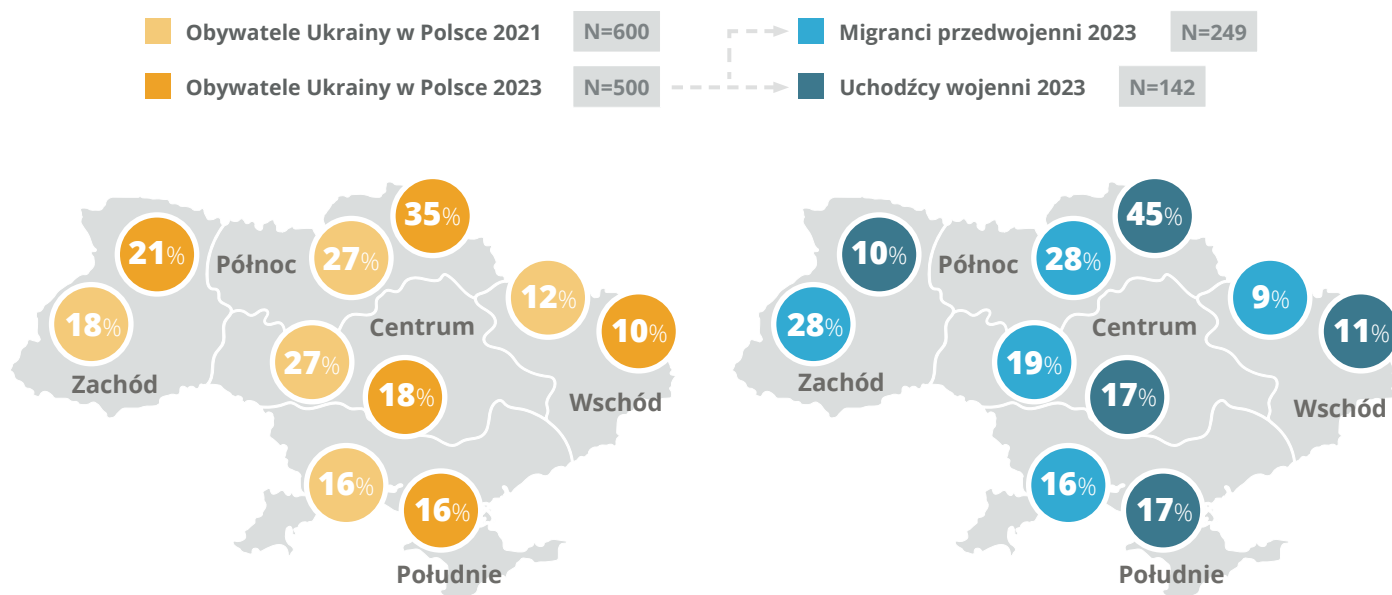 Obywatele Ukrainy w Polsce 2021 N=600
Migranci przedwojenni 2023 N=249
Obywatele Ukrainy w Polsce 2023 N=500
Uchodźcy wojenni 2023 N=142
35%
21%
Północ
27%
12%
18%
Centrum
10%
27%
Zachód
18%
Wschód
16%
16%
Południe
45%
10%
Północ
28%
9%
28%
Centrum
11%
19%
Zachód
17%
Wschód
16%
17%
Południe